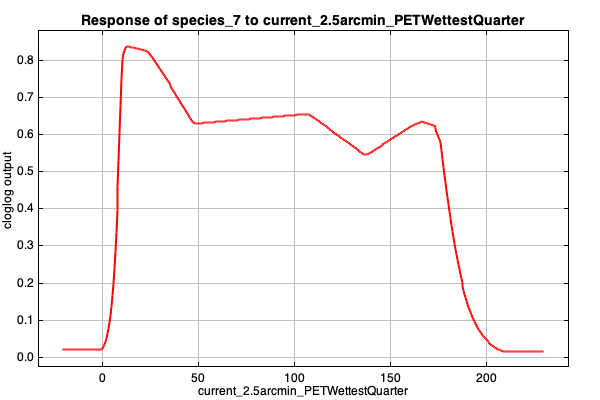 Response of species_7 to current_2.5arcmin_PETWettestQuarter
cloglog output
0.8
0.7
0.6
0.5
0.4
0.3
0.2
0.1
0.0
0 50 100 150 200
current_2.5arcmin_PETWettestQuarter